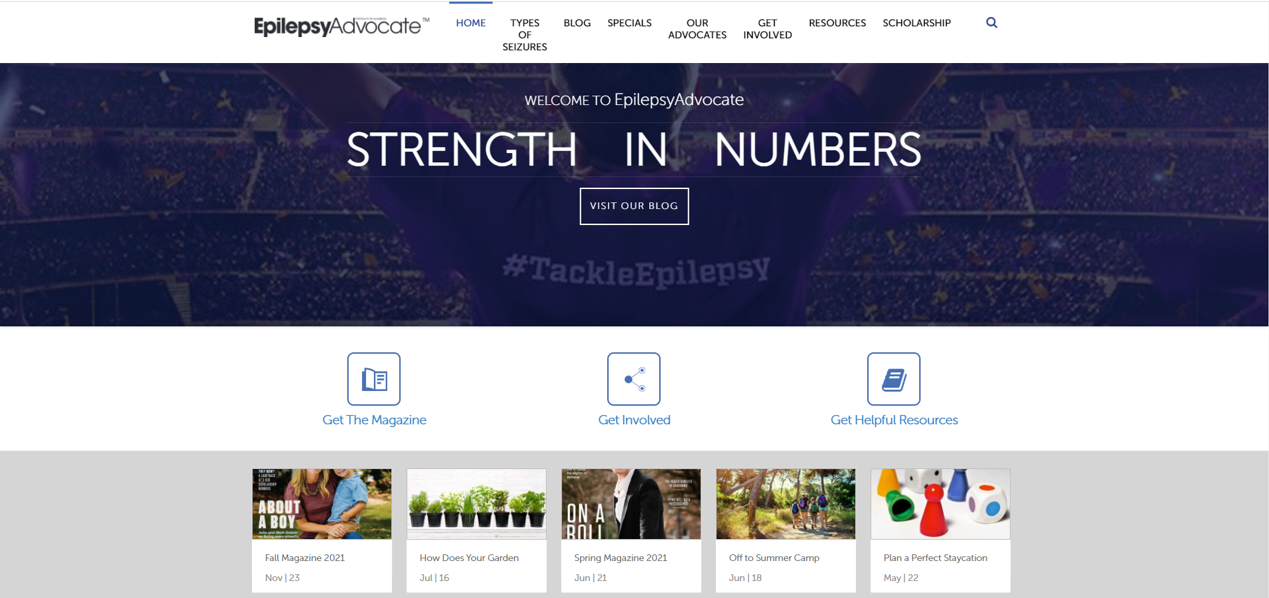 EpilepsyAdvocate™
HOME
TYPES
OF
SEIZURES
BLOG
SPECIALS
OUR
ADVOCATES
GET
INVOLVED
RESOURCES
SCHOLARSHIP
WELCOME TO EpilepsyAdvocate
STRENGTH IN NUMBERS
VISIT OUR BLOG
#TackleEpilepsy
Get The Magazine
Get Involved
Get Helpful Resources
ABOUT
A BOY
Fall Magazine 2021
Nov | 23
How Does Your Garden
Jul | 16
ON A
ROLL
Spring Magazine 2021
Jun | 21
Off to Summer Camp
Jun | 18
Plan a Perfect Staycation
May | 22